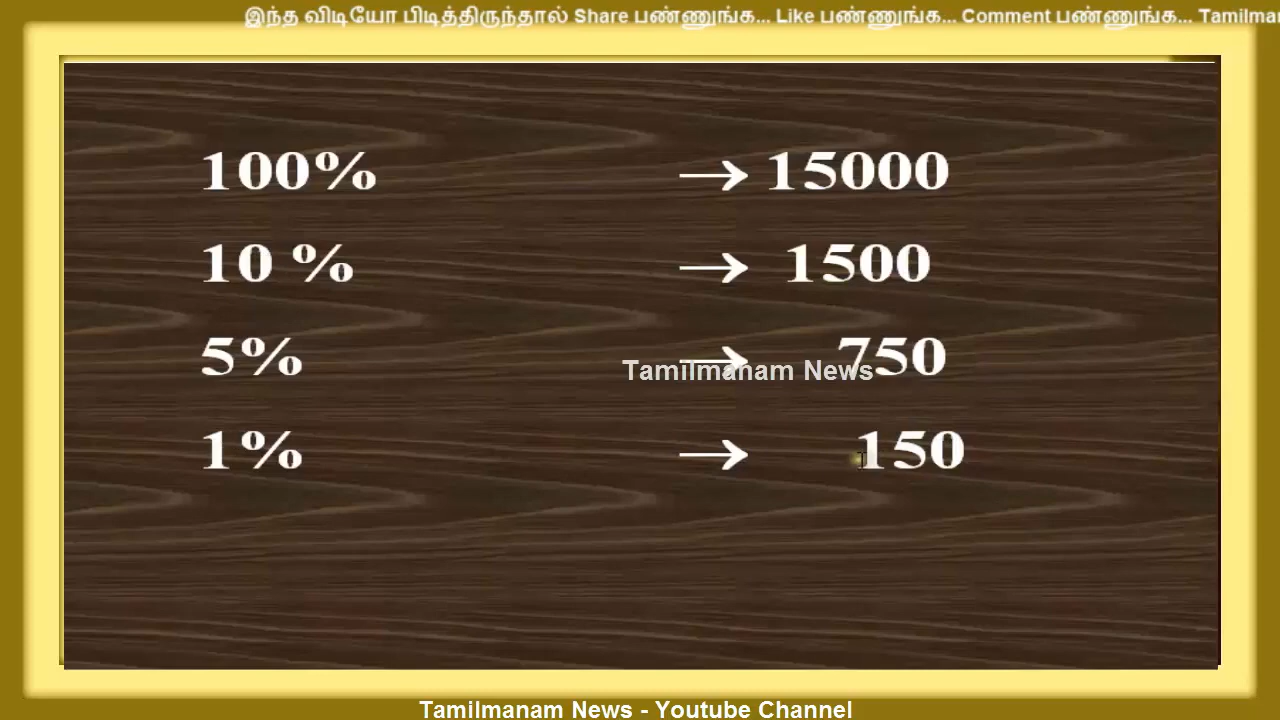 இந்த விடியோ பிடித்திருந்தால் Share பண்ணுங்க... Like பண்ணுங்க... Comment பண்ணுங்க... Tamilman
100% → 15000
10 % → 1500
5% → 750
Tamilmanam News
1% → 150
Tamilmanam News - Youtube Channel